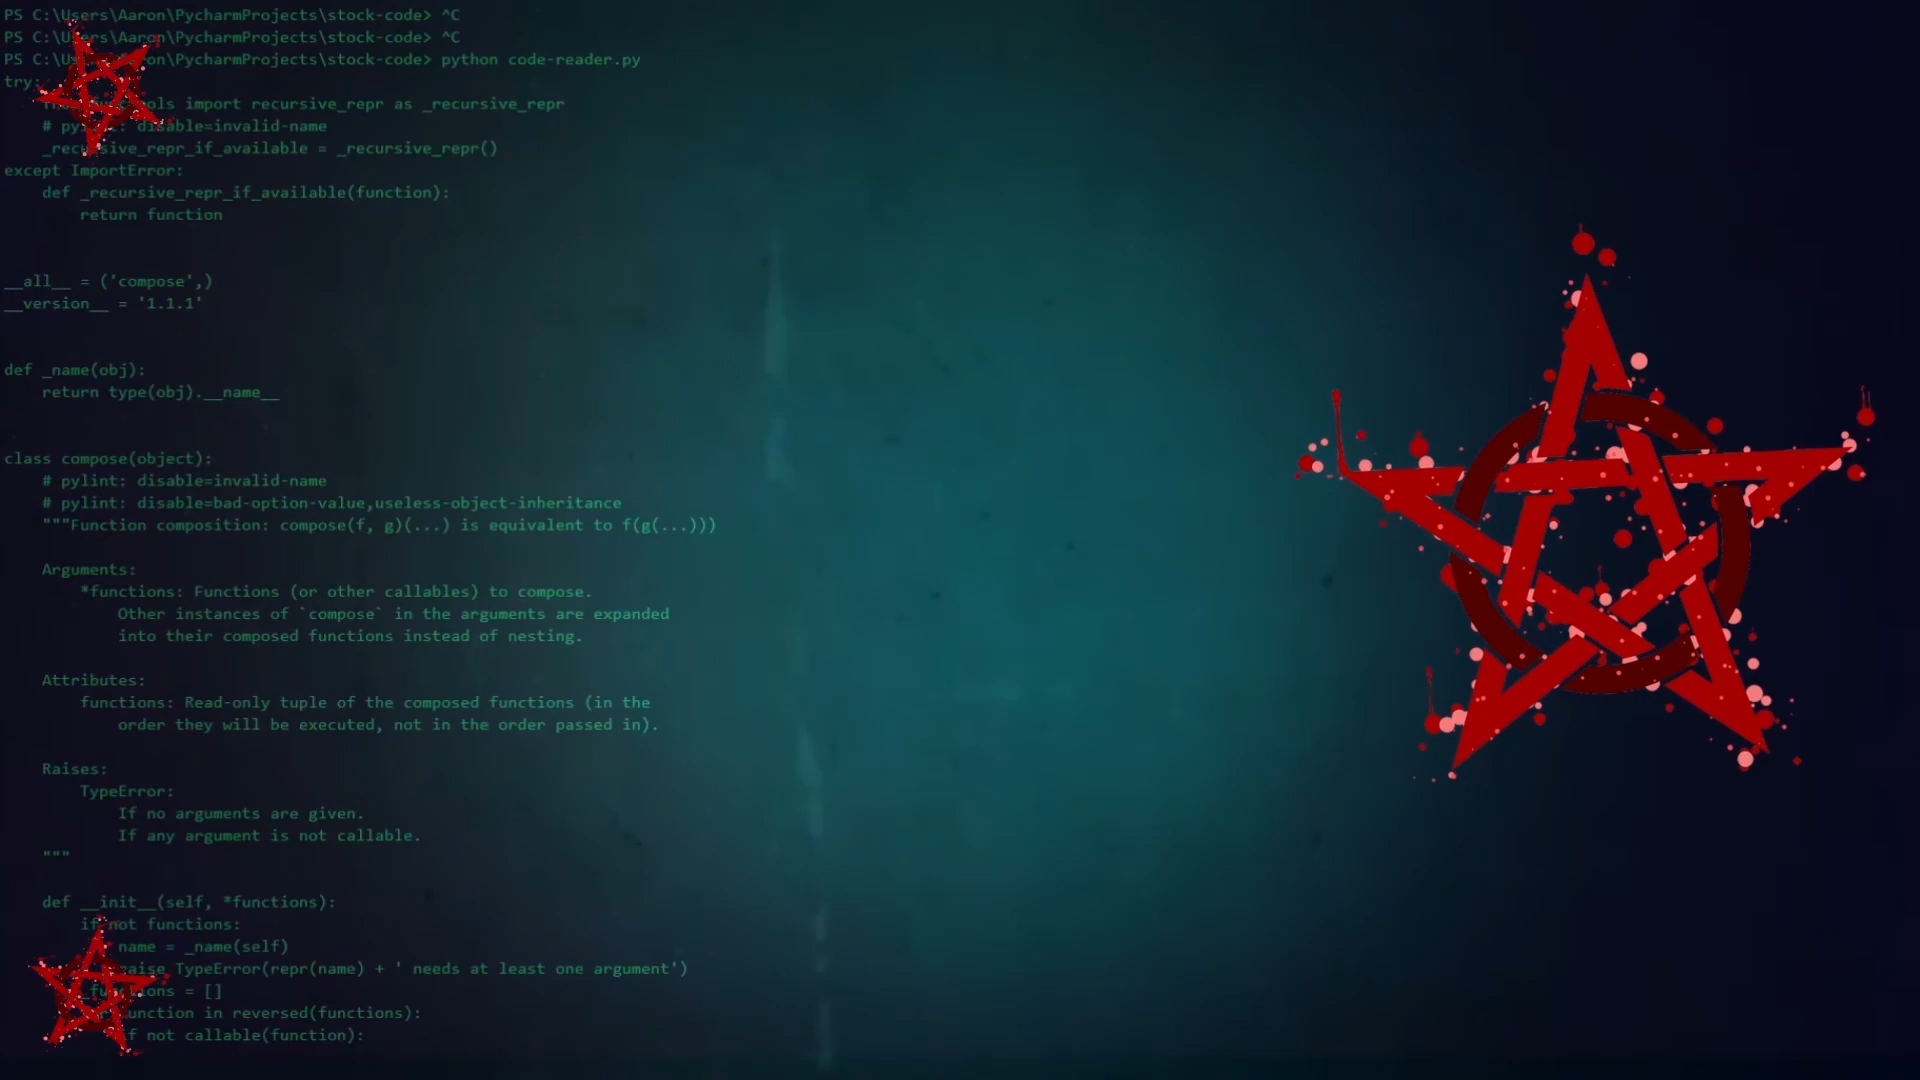 PS C:\Users\Aaron\PycharmProjects\stock-code> ^C
PS C:\Users\Aaron\PycharmProjects\stock-code> ^C
PS C:\Us on\PycharmProjects\stock-code> python code-reader.py
try:
import recursive_repr as _recursive_repr
# pylint: disable=invalid-name
_recursive_repr_if_available = _recursive_repr()
except ImportError:
def _recursive_repr_if_available(function):
return function
__all__ = ('compose',)
__version__ = '1.1.1'
def _name(obj):
return type(obj).__name__
class compose(object):
# pylint: disable=invalid-name
# pylint: disable=bad-option-value,useless-object-inheritance
"""Function composition: compose(f, g)(...) is equivalent to f(g(...)))
Arguments:
*functions: Functions (or other callables) to compose.
Other instances of `compose` in the arguments are expanded
into their composed functions instead of nesting.
Attributes:
functions: Read-only tuple of the composed functions (in the
order they will be executed, not in the order passed in).
Raises:
TypeError:
If no arguments are given.
If any argument is not callable.
"""
def __init__(self, *functions):
if not functions:
name = _name(self)
raise TypeError(repr(name) + ' needs at least one argument')
_functions = []
function in reversed(functions):
if not callable(function):